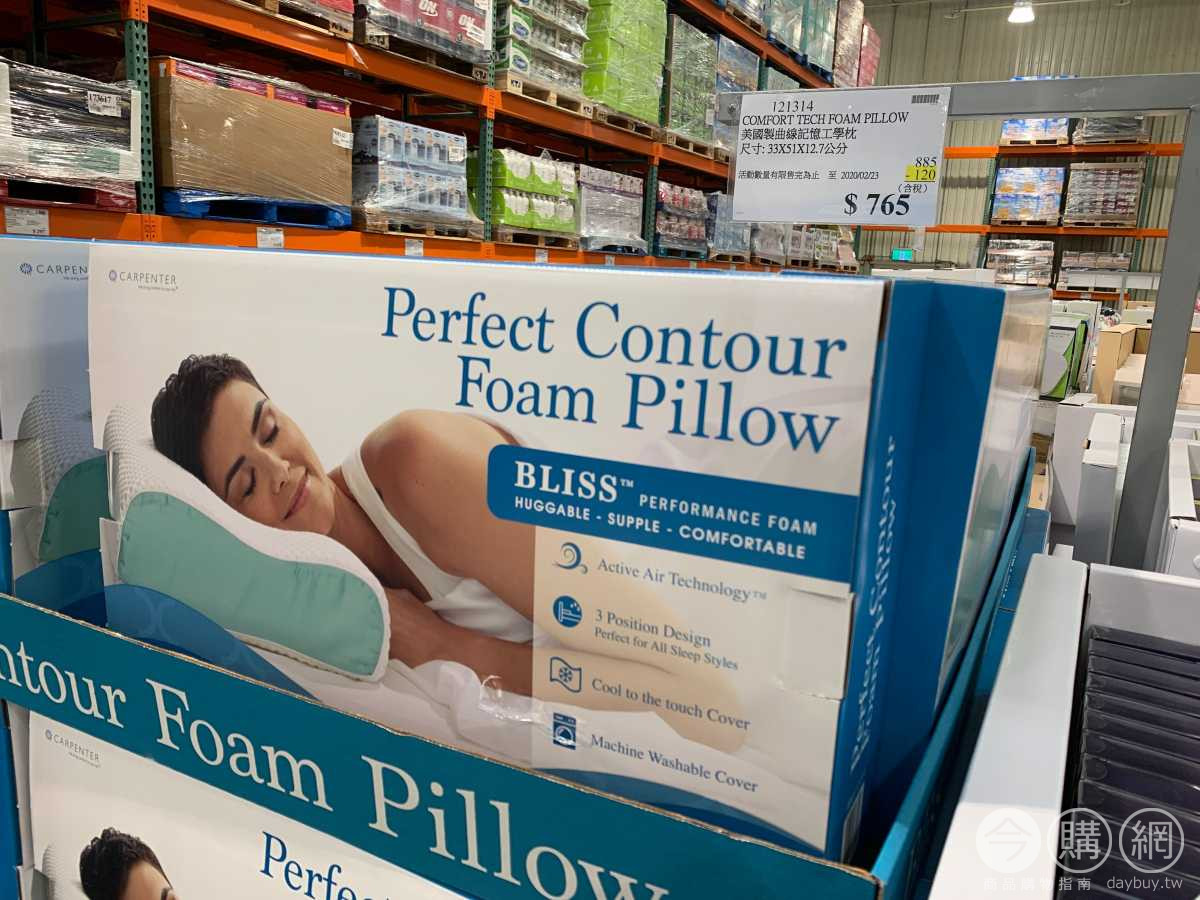 121314
COMFORT TECH FOAM PILLOW
美國製曲線記憶工學枕
尺寸: 33X51X12.7公分
885
-120
活動數量有限售完為止 至 2020/02/23
(含稅)
$ 765
173617
CARPEN
CARPENTER
Perfect Contour
Foam Pillow
BLISS™ PERFORMANCE FOAM
HUGGABLE - SUPPLE - COMFORTABLE
Active Air Technology™
3 Position Design
Perfect for All Sleep Styles
Cool to the touch Cover
Machine Washable Cover
Perfect Contour
Foam Pillow
ntour Foam Pillow
CARPENTER
Perfe
今購網
指南 daybuy.tw